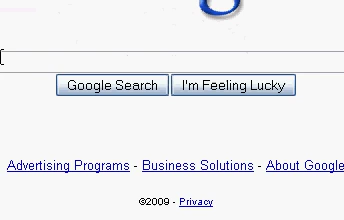 Google Search I'm Feeling Lucky
Advertising Programs - Business Solutions - About Google
©2009 - Privacy